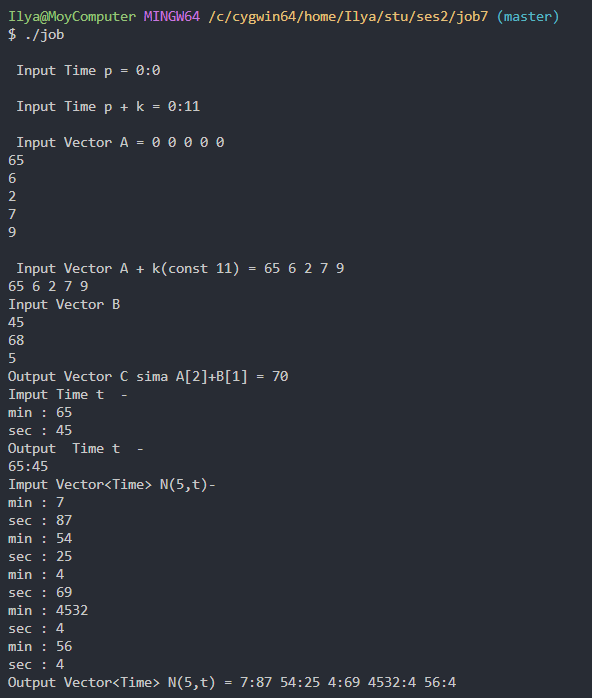 Ilya@MoyComputer MINGW64 /c/cygwin64/home/Ilya/stu/ses2/job7 (master)
$ ./job
Input Time p = 0:0
Input Time p + k = 0:11
Input Vector A = 0 0 0 0 0
65
6
2
7
9
Input Vector A + k(const 11) = 65 6 2 7 9
65 6 2 7 9
Input Vector B
45
68
5
Output Vector C sima A[2]+B[1] = 70
Imput Time t  -
min : 65
sec : 45
Output  Time t  -
65:45
Imput Vector<Time> N(5,t)-
min : 7
sec : 87
min : 54
sec : 25
min : 4
sec : 69
min : 4532
sec : 4
min : 56
sec : 4
Output Vector<Time> N(5,t) = 7:87 54:25 4:69 4532:4 56:4